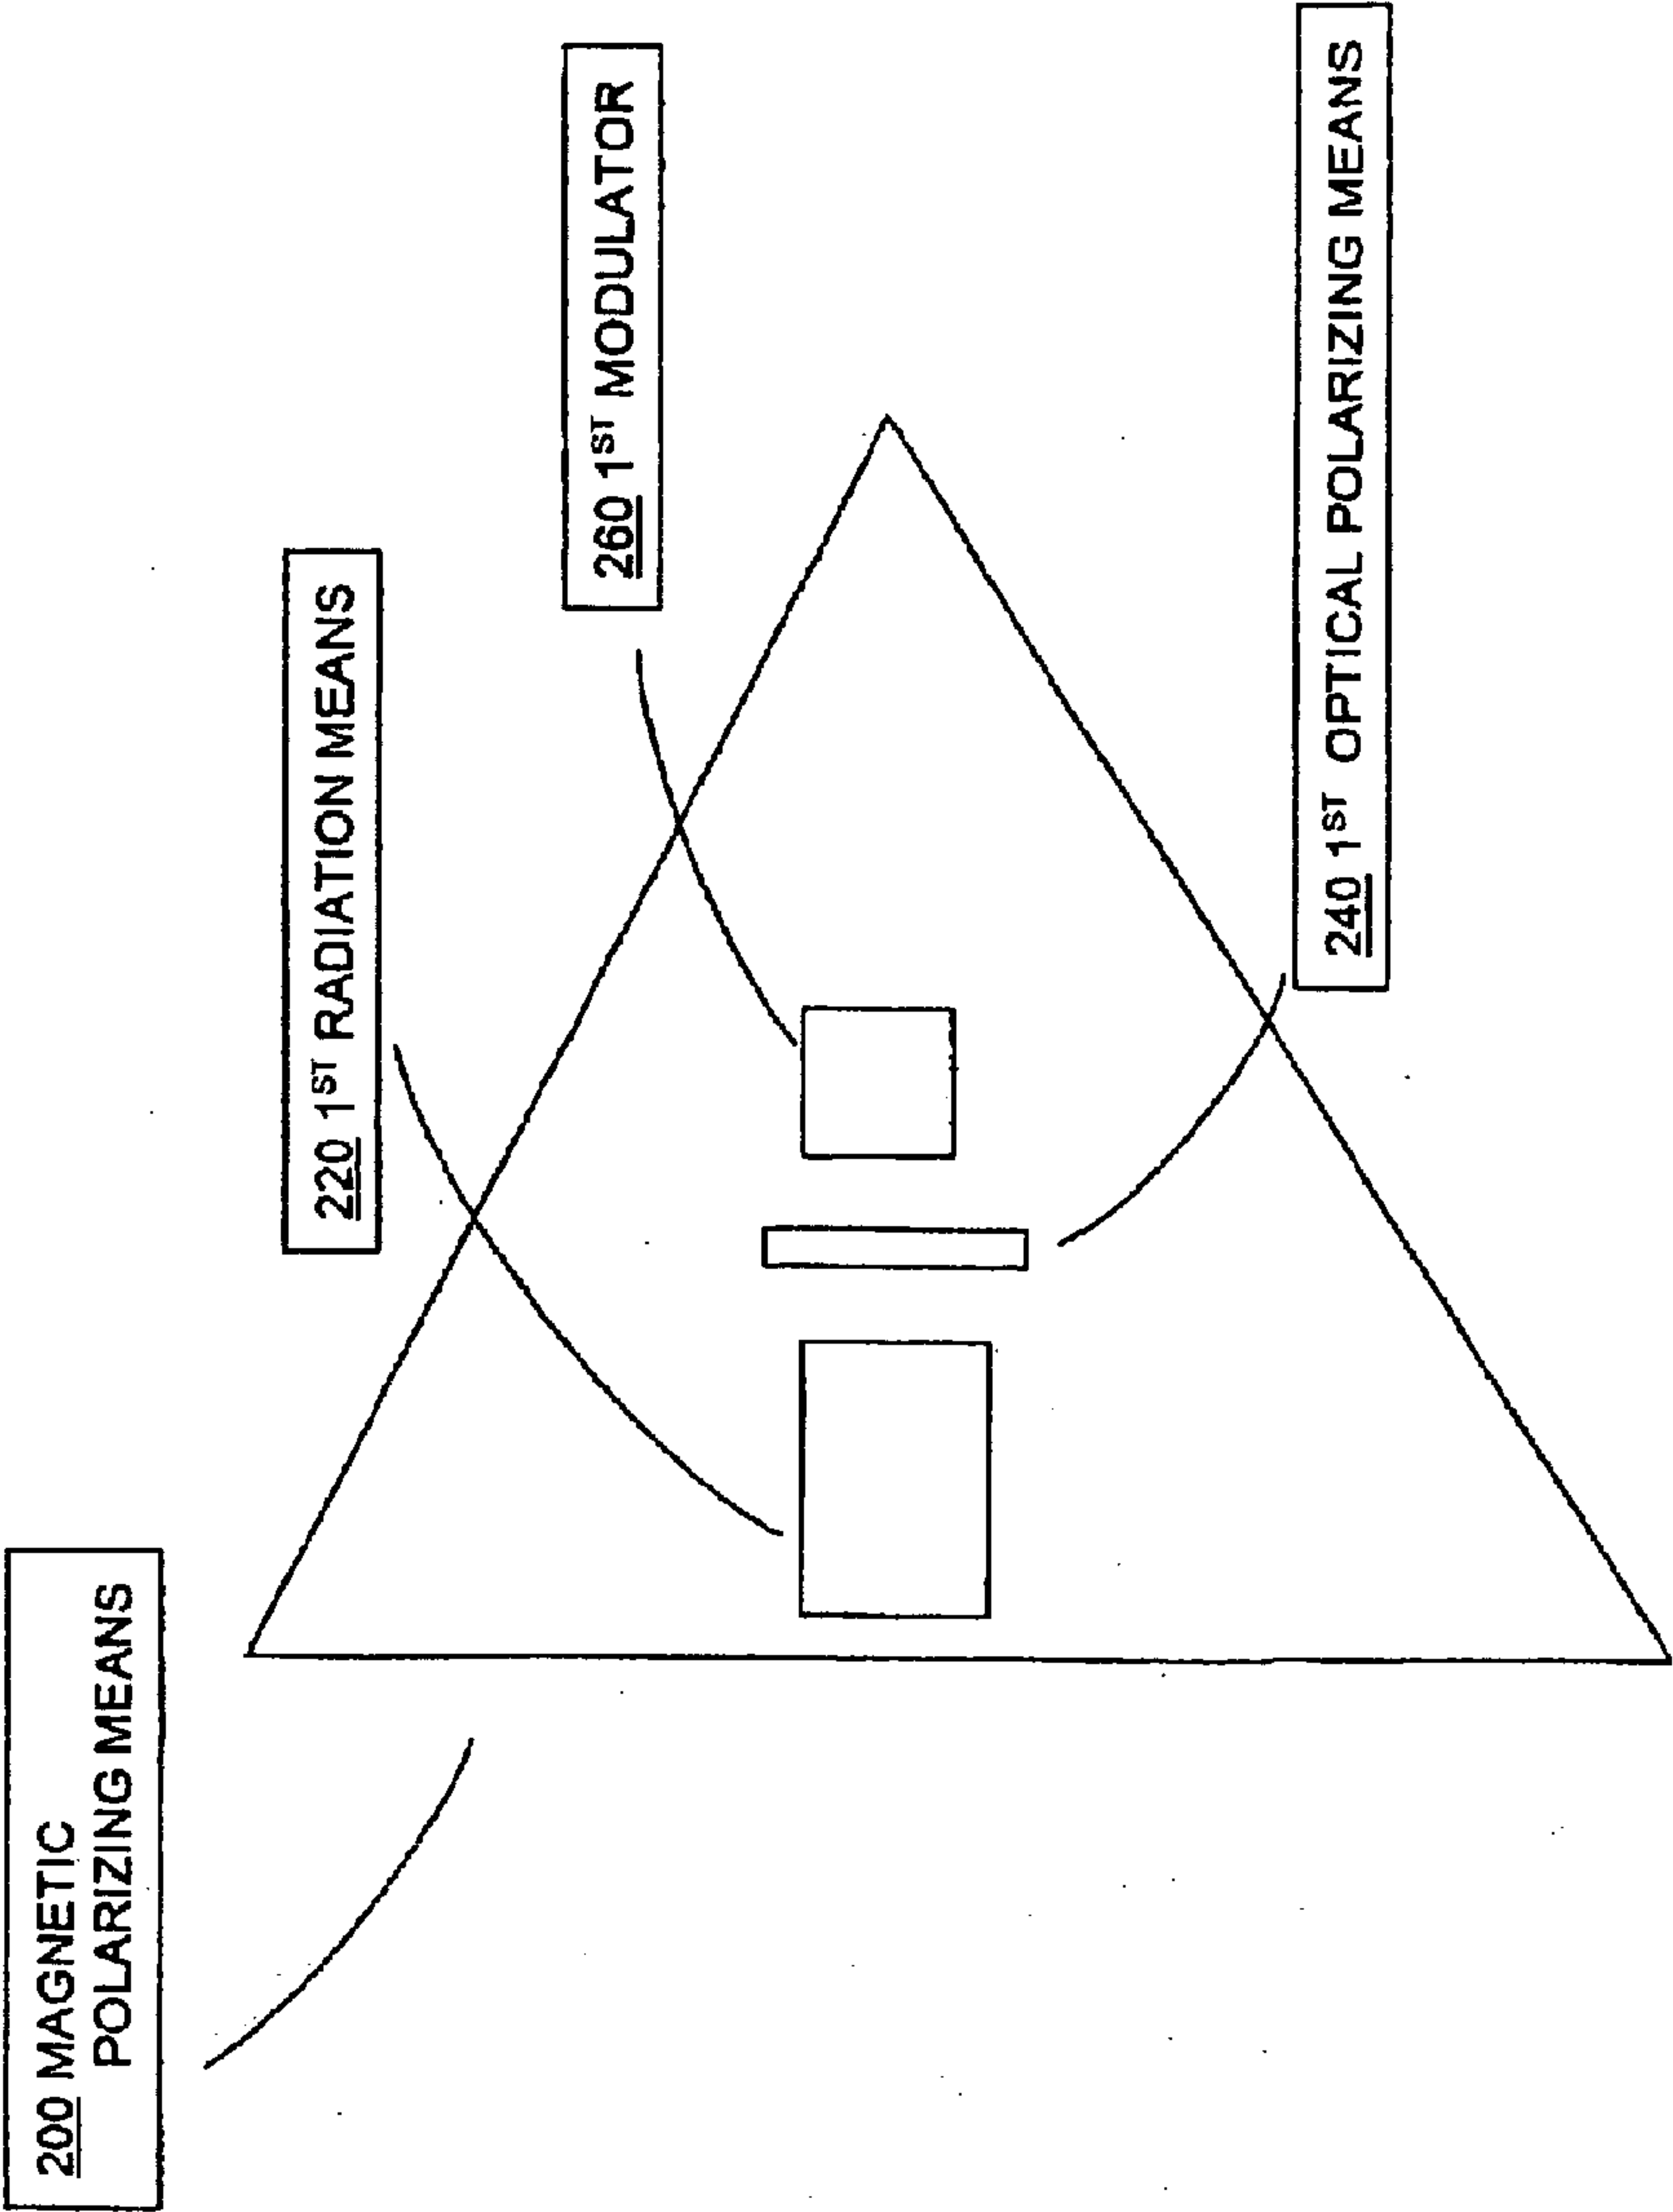 200 MAGNETIC
POLARIZING MEANS
220 1ST RADIATION MEANS
260 1ST MODULATOR
240 1ST OPTICAL POLARIZING MEANS